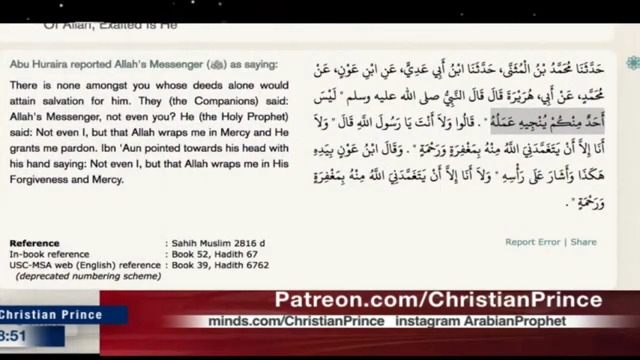 Of Allah, Exalted Is He
Abu Huraira reported Allah's Messenger (ﷺ) as saying:
There is none amongst you whose deeds alone would
attain salvation for him. They (the Companions) said:
Allah's Messenger, not even you? He (the Holy Prophet)
said: Not even I, but that Allah wraps me in Mercy and He
grants me pardon. Ibn 'Aun pointed towards his head with
his hand saying: Not even I, but that Allah wraps me in His
Forgiveness and Mercy.
حَدَّثَنَا مُحَمَّدُ بْنُ الْمُثَنَّى، حَدَّثَنَا ابْنُ أَبِي عَدِيٍّ، عَنِ ابْنِ عَوْنٍ، عَنْ
مُحَمَّدٍ، عَنْ أَبِي، هُرَيْرَةَ قَالَ قَالَ النَّبِيُّ صلى الله عليه وسلم " لَيْسَ
أَحَدٌ مِنْكُمْ يُنْجِيهِ عَمَلُهُ " . قَالُوا وَلاَ أَنْتَ يَا رَسُولَ اللَّهِ قَالَ " وَلاَ
أَنَا إِلاَّ أَنْ يَتَغَمَّدَنِيَ اللَّهُ مِنْهُ بِمَغْفِرَةٍ وَرَحْمَةٍ " . وَقَالَ ابْنُ عَوْنٍ بِيَدِهِ
هَكَذَا وَأَشَارَ عَلَى رَأْسِهِ " وَلاَ أَنَا إِلاَّ أَنْ يَتَغَمَّدَنِيَ اللَّهُ مِنْهُ بِمَغْفِرَةٍ
وَرَحْمَةٍ " .
Reference : Sahih Muslim 2816 d
In-book reference : Book 52, Hadith 67
USC-MSA web (English) reference : Book 39, Hadith 6762
(deprecated numbering scheme)
Report Error | Share
Christian Prince
8:51
Patreon.com/ChristianPrince
minds.com/ChristianPrince instagram ArabianProphet